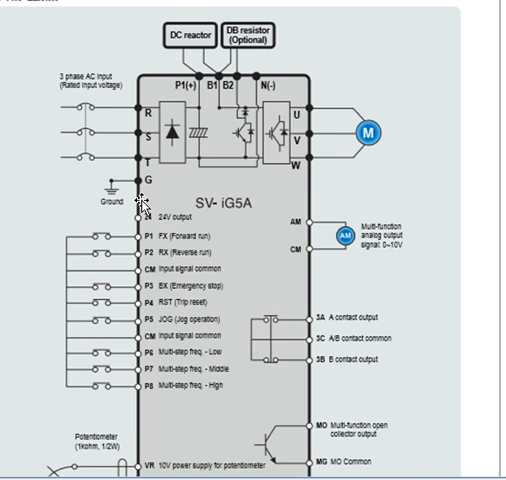 DC reactor
DB resistor
(Optional)
3 phase AC input
(Rated input voltage)
P1(+) B1 B2 N(-)
R
S
T
G
U
V
W
M
Ground
SV- iG5A
24V output
P1 FX (Forward run)
P2 RX (Reverse run)
CM Input signal common
P3 BX (Emergency stop)
P4 RST (Trip reset)
P5 JOG (Jog operation)
CM Input signal common
P6 Multi-step freq. - Low
P7 Multi-step freq. - Middle
P8 Multi-step freq. - High
AM
AM
CM
Multi-function
analog output
signal: 0~10V
3A A contact output
3C A/B contact common
3B B contact output
MO Multi-function open
collector output
MG MO Common
Potentiometer
(1kohm, 1/2W)
VR 10V power supply for potentiometer